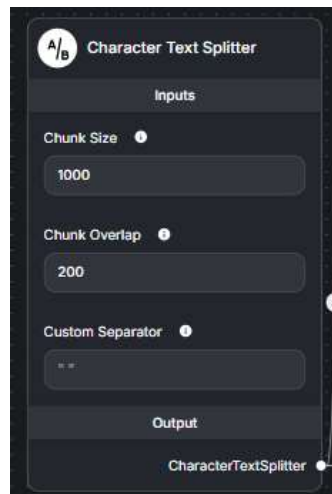 A/B Character Text Splitter
Inputs
Chunk Size
1000
Chunk Overlap
200
Custom Separator
" "
Output
CharacterTextSplitter